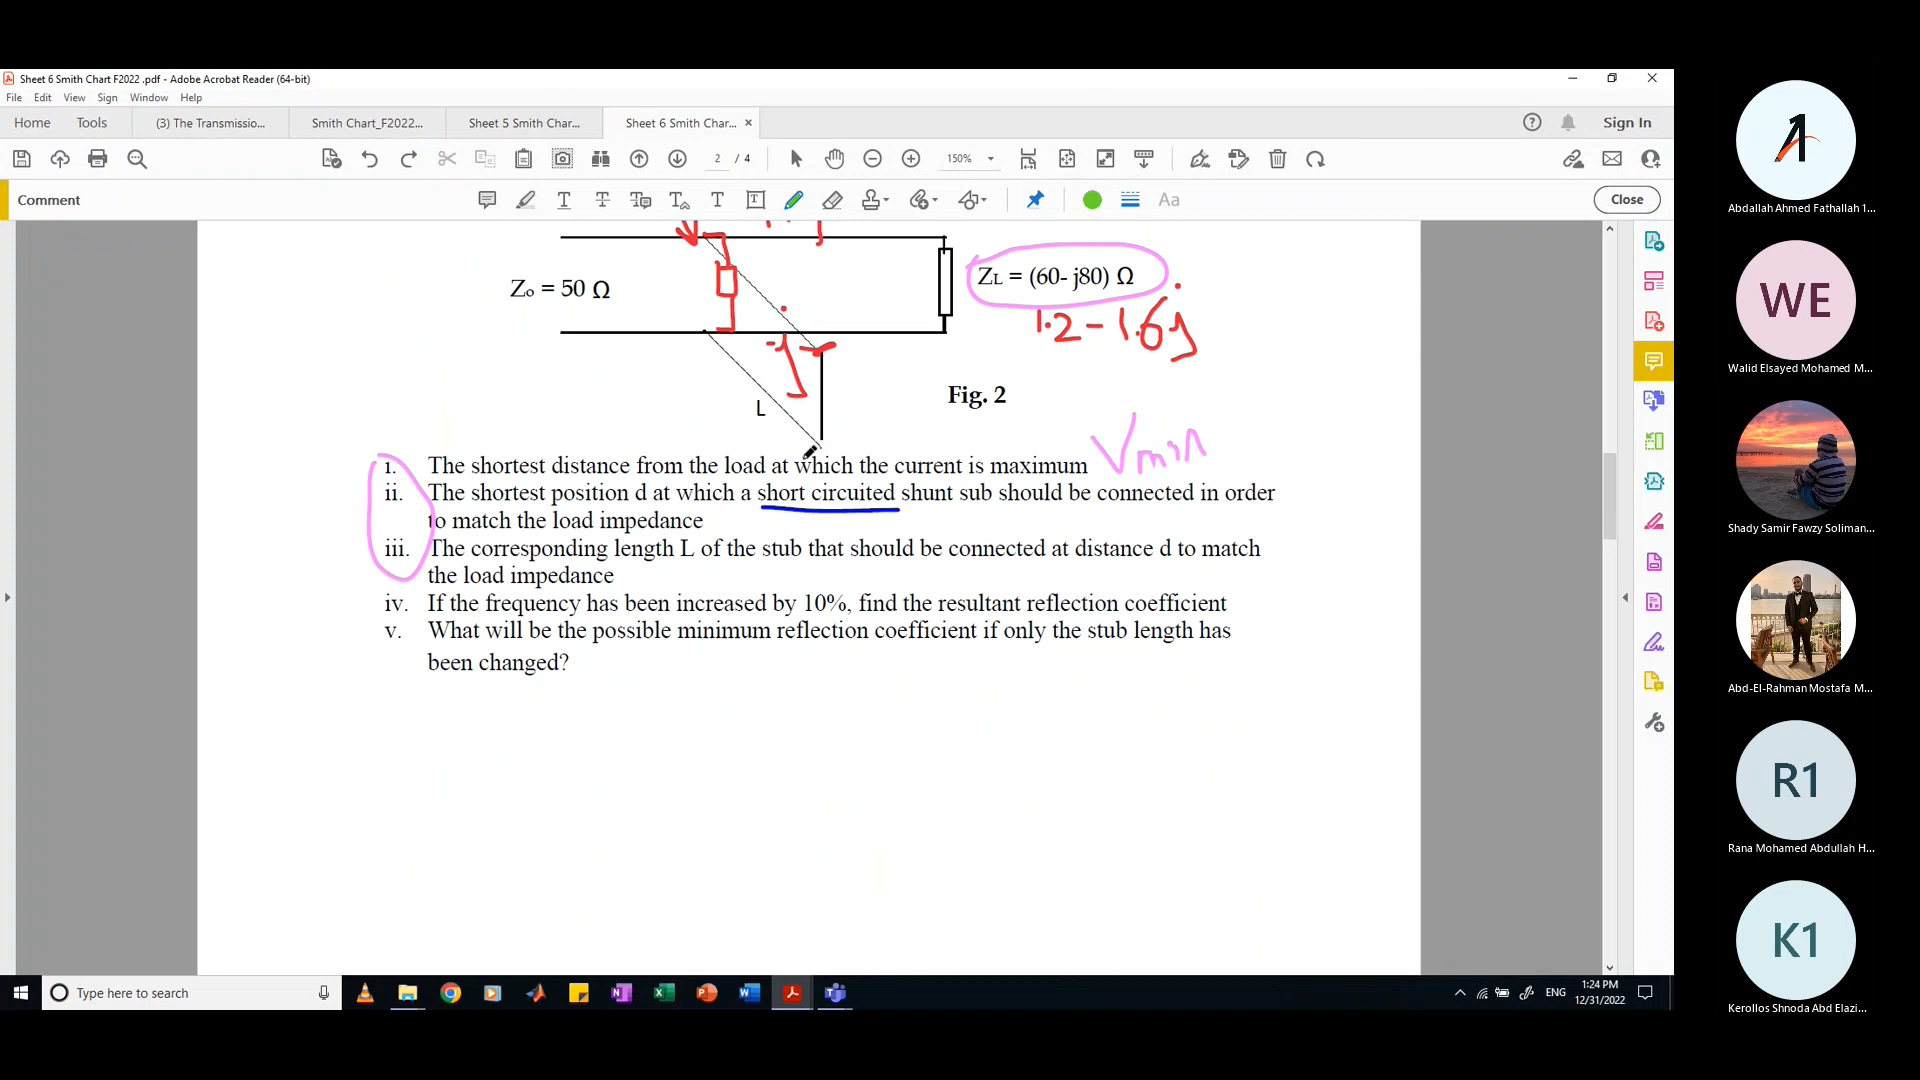 Sheet 6 Smith Chart F2022 .pdf - Adobe Acrobat Reader (64-bit)
File Edit View Sign Window Help
Home Tools (3) The Transmissio... Smith Chart_F2022... Sheet 5 Smith Char... Sheet 6 Smith Char... Sign In
2 / 4 150%
Comment Aa Close
Zo = 50 Ω
ZL = (60- j80) Ω
1.2 - 1.6j
-j
L
Fig. 2
Vmin
i. The shortest distance from the load at which the current is maximum
ii. The shortest position d at which a short circuited shunt sub should be connected in order
to match the load impedance
iii. The corresponding length L of the stub that should be connected at distance d to match
the load impedance
iv. If the frequency has been increased by 10%, find the resultant reflection coefficient
v. What will be the possible minimum reflection coefficient if only the stub length has
been changed?
Type here to search
ENG
1:24 PM
12/31/2022
Abdallah Ahmed Fathallah 1...
WE
Walid Elsayed Mohamed M...
Shady Samir Fawzy Soliman...
Abd-El-Rahman Mostafa M...
R1
Rana Mohamed Abdullah H...
K1
Kerollos Shnoda Abd Elazi...